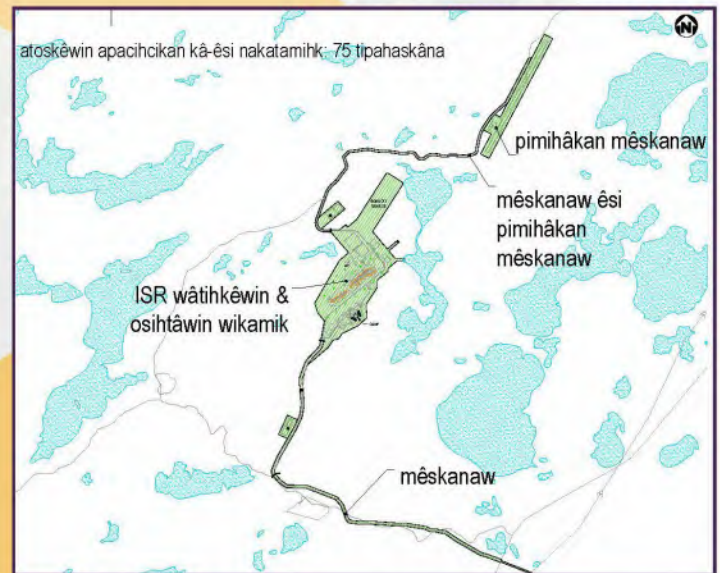 atoskêwin apacihcikan kâ-êsi nakatamihk: 75 tipahaskâna
N
pimihâkan mêskanaw
mêskanaw êsi
pimihâkan
mêskanaw
ISR wâtihkêwin &
osihtâwin wikamik
mêskanaw